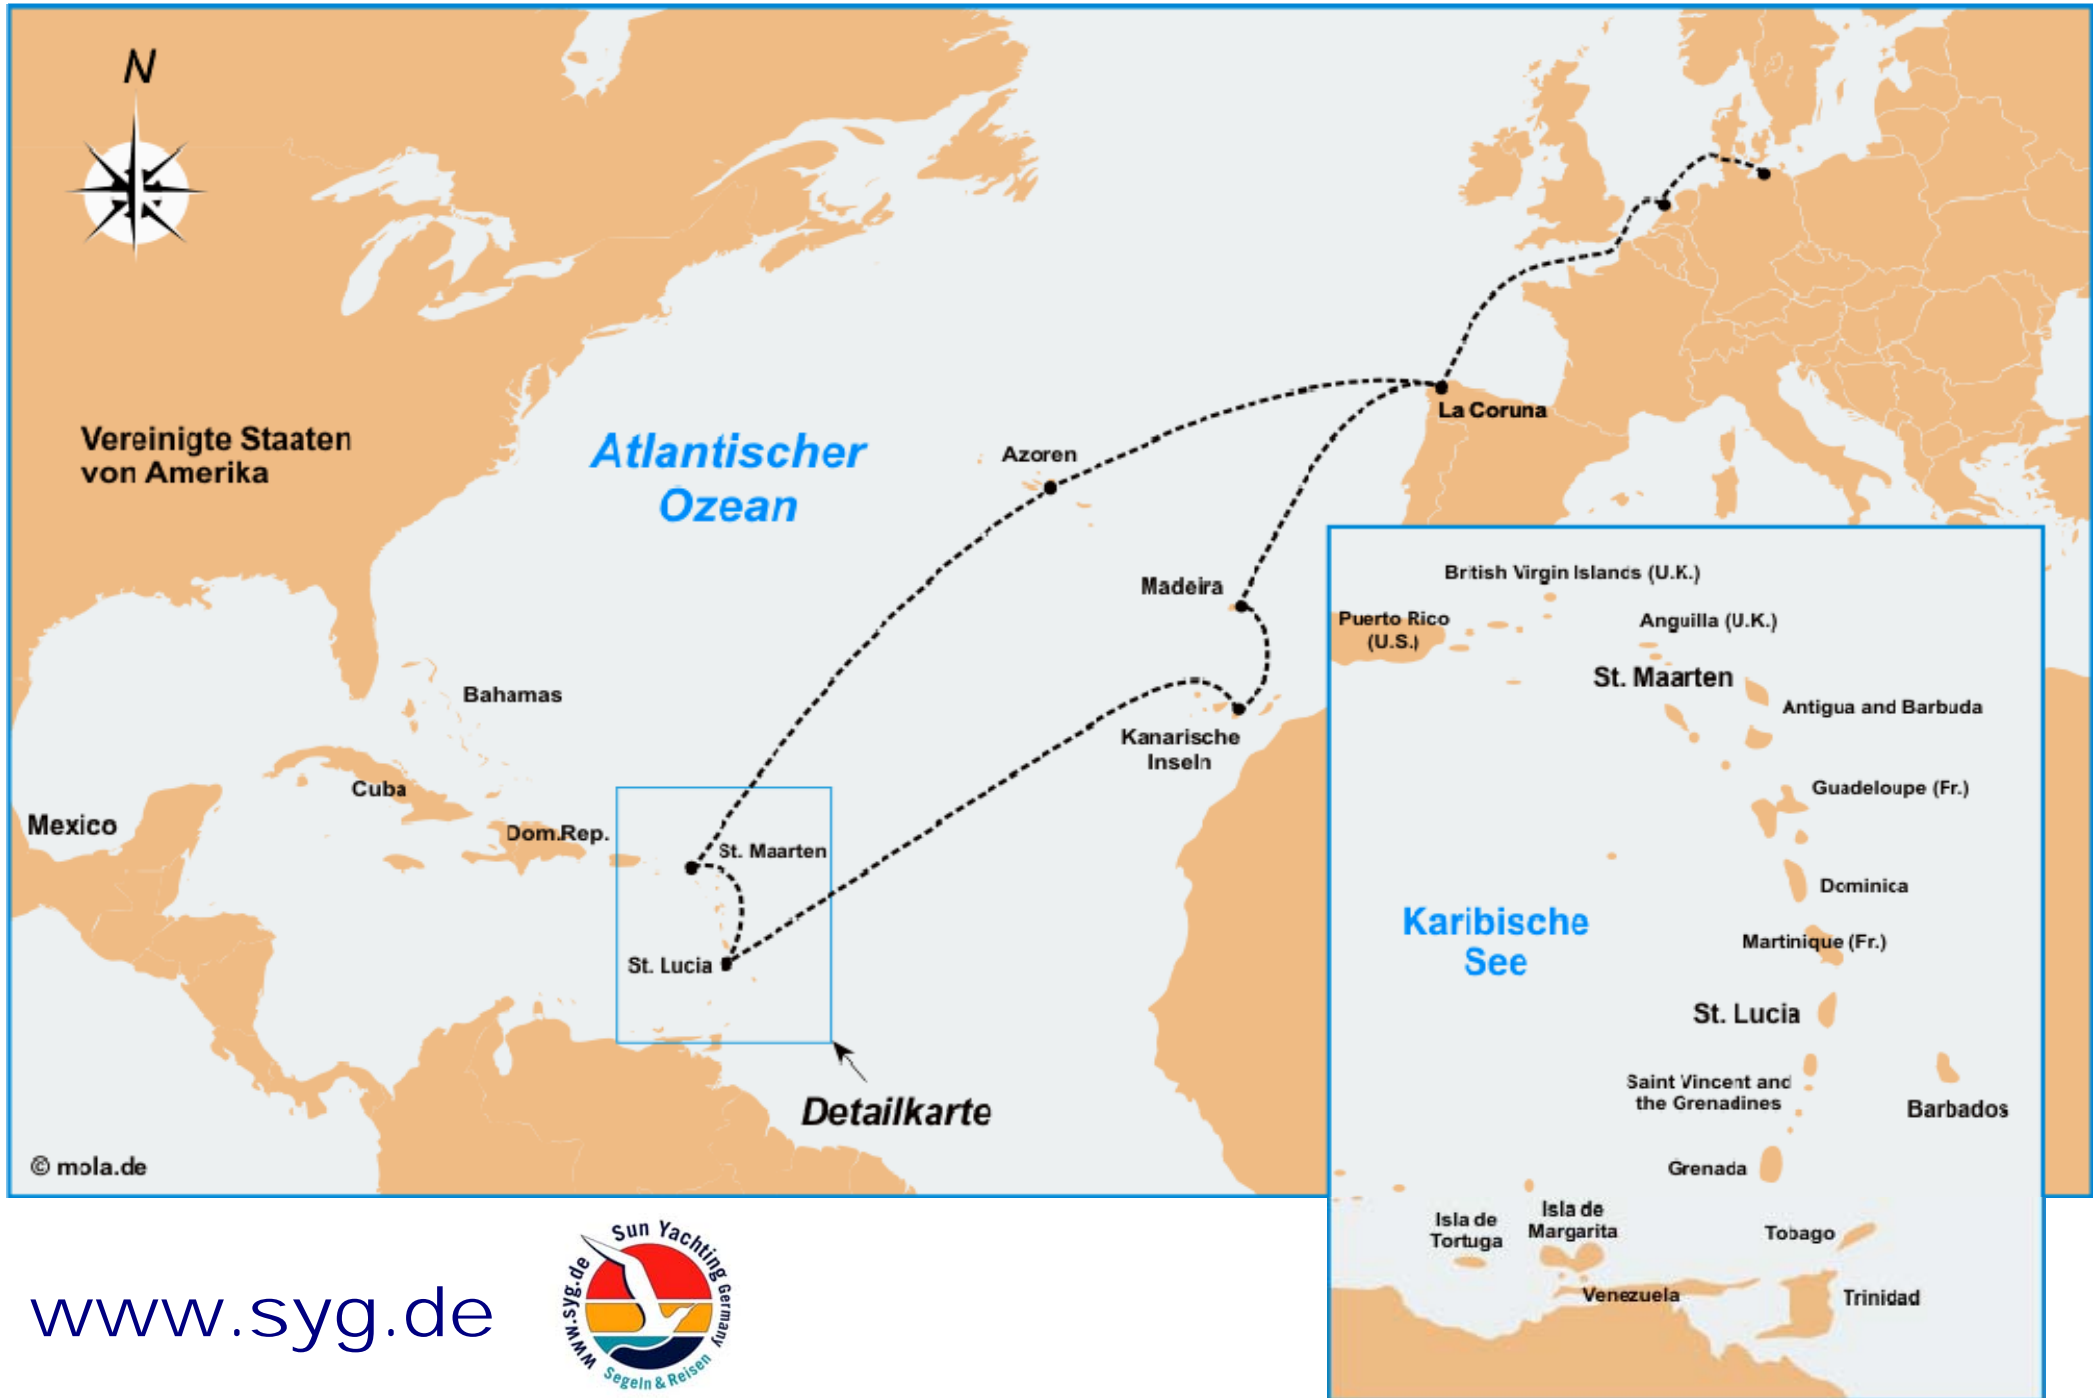 N
Vereinigte Staaten
von Amerika
Atlantischer
Ozean
La Coruna
Azoren
Madeira
Bahamas
Kanarische
Inseln
Cuba
Mexico
Dom.Rep.
St. Maarten
St. Lucia
Detailkarte
© mola.de
British Virgin Islands (U.K.)
Puerto Rico
(U.S.)
Anguilla (U.K.)
St. Maarten
Antigua and Barbuda
Guadeloupe (Fr.)
Dominica
Karibische
See
Martinique (Fr.)
St. Lucia
Saint Vincent and
the Grenadines
Barbados
Grenada
Isla de
Tortuga
Isla de
Margarita
Tobago
Venezuela
Trinidad
www.syg.de
www.syg.de Sun Yachting Germany
Segeln & Reisen